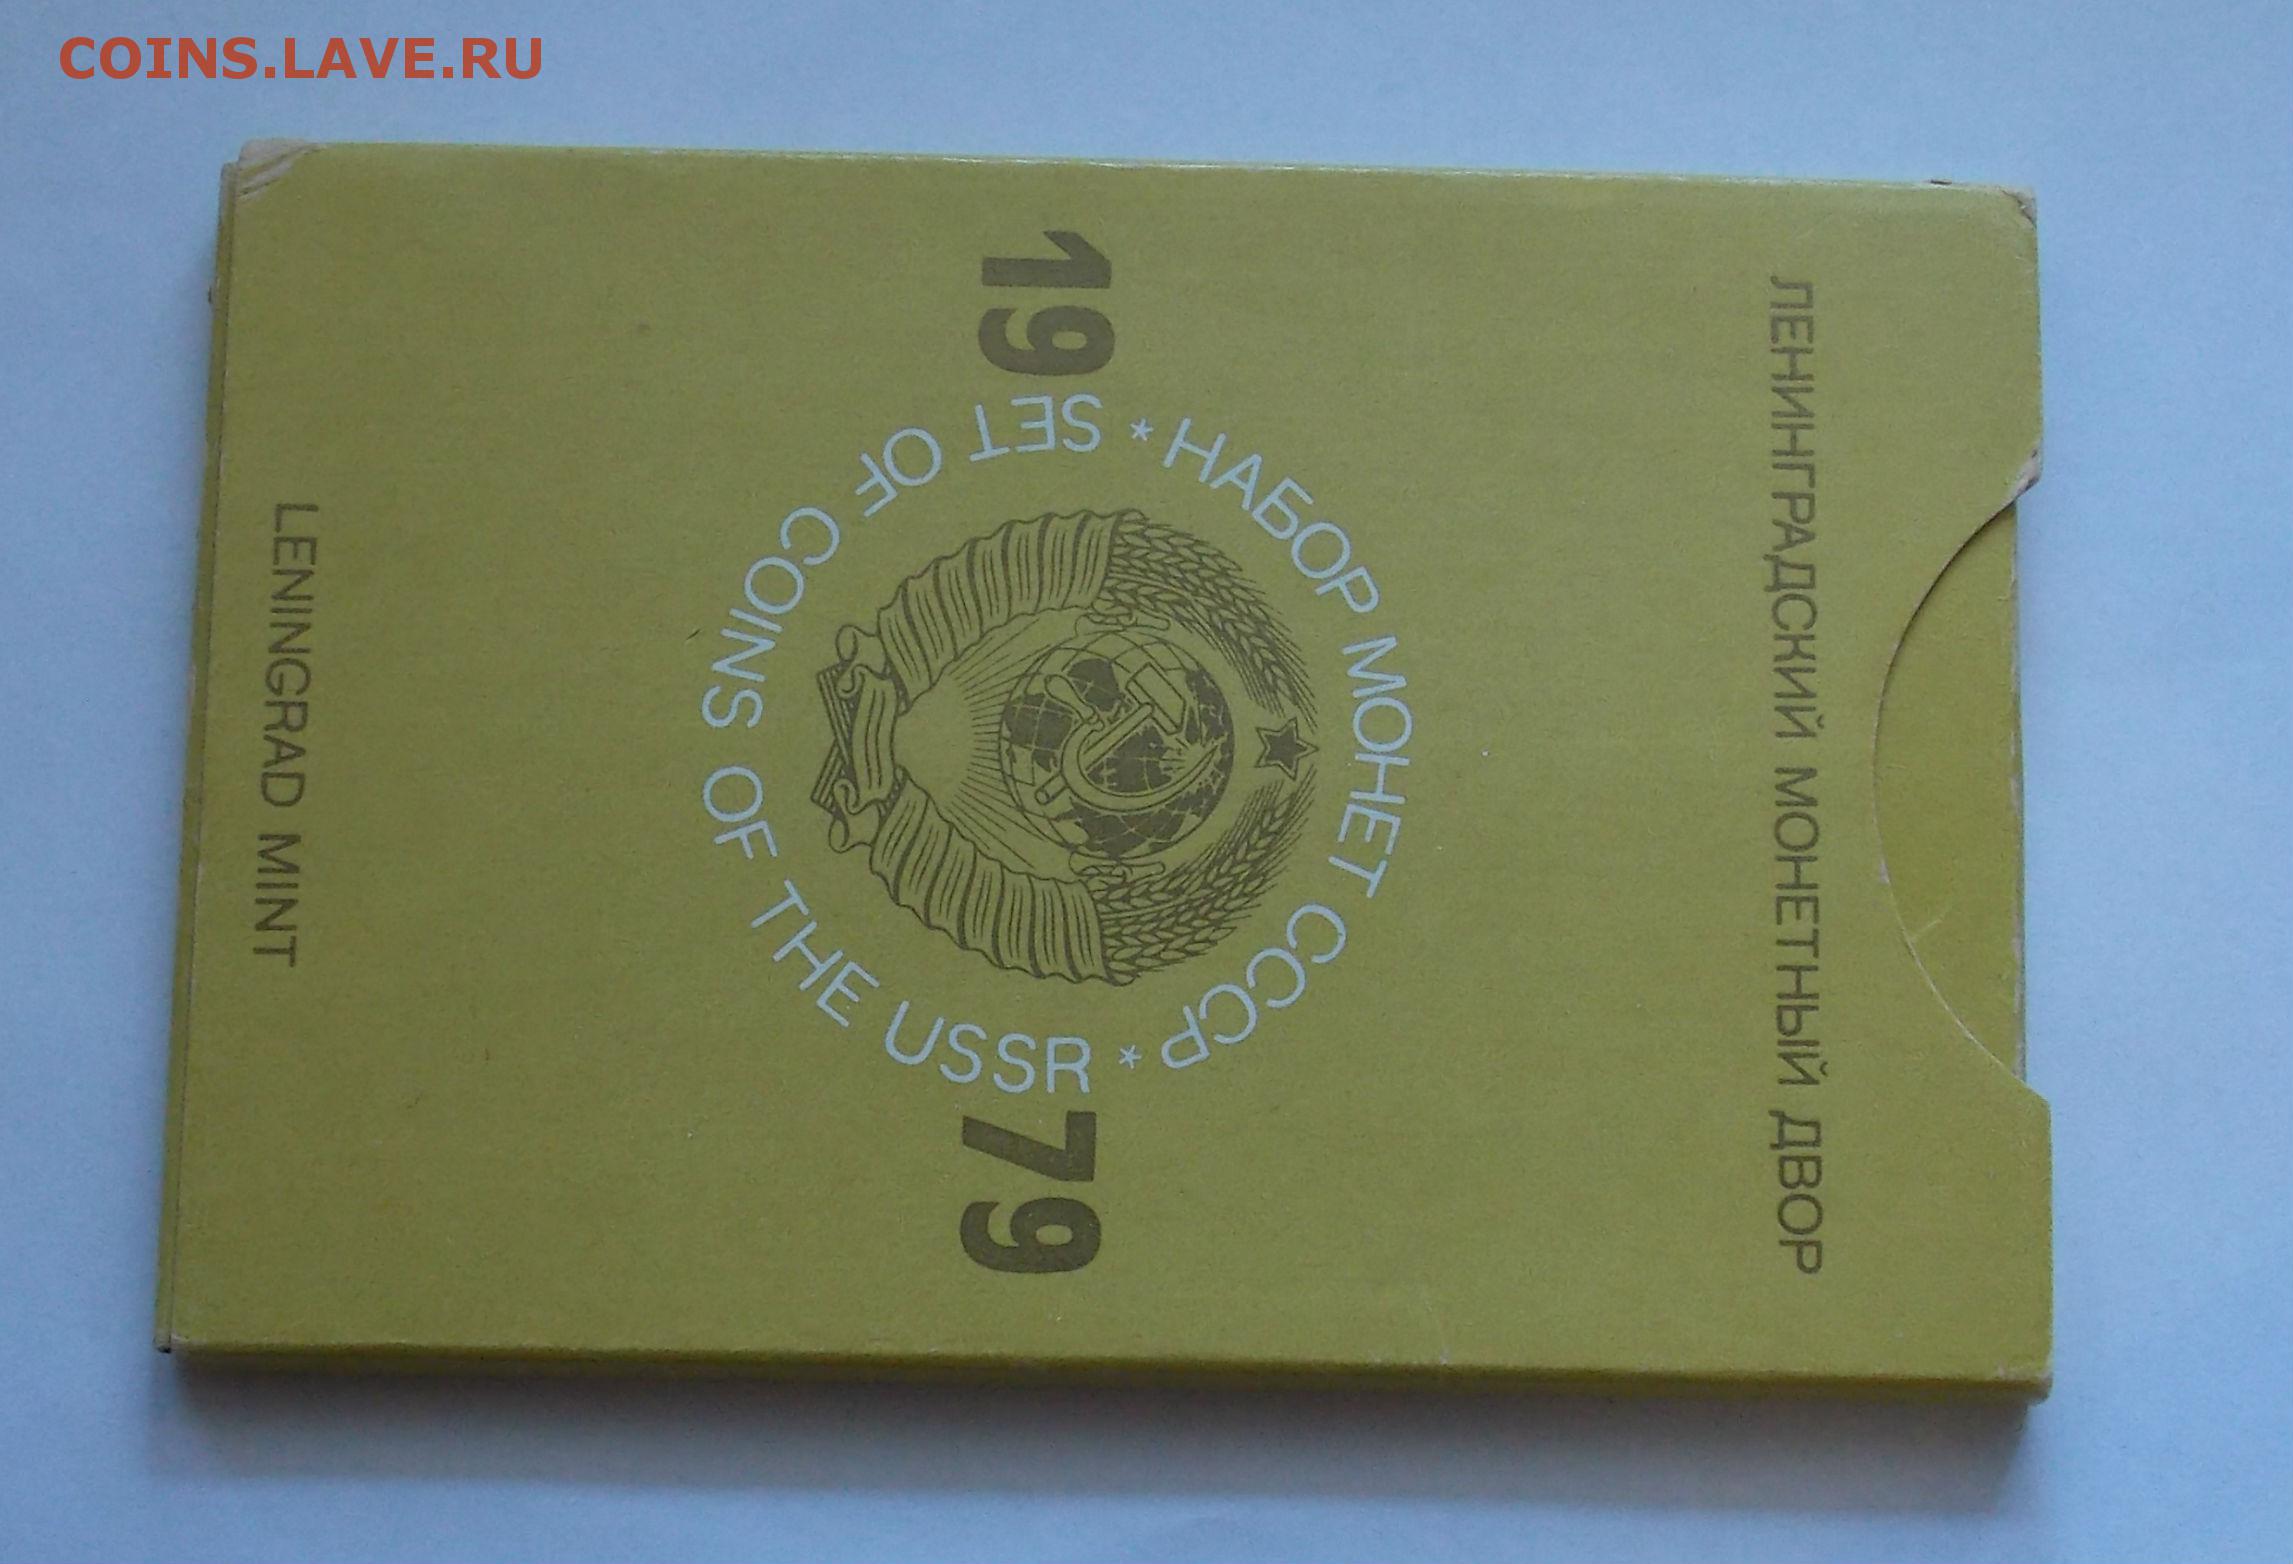 COINS.LAVE.RU
ЛЕНИНГРАДСКИЙ МОНЕТНЫЙ ДВОР
* НАБОР МОНЕТ СССР *
19 79
SET OF COINS OF THE USSR
LENINGRAD MINT